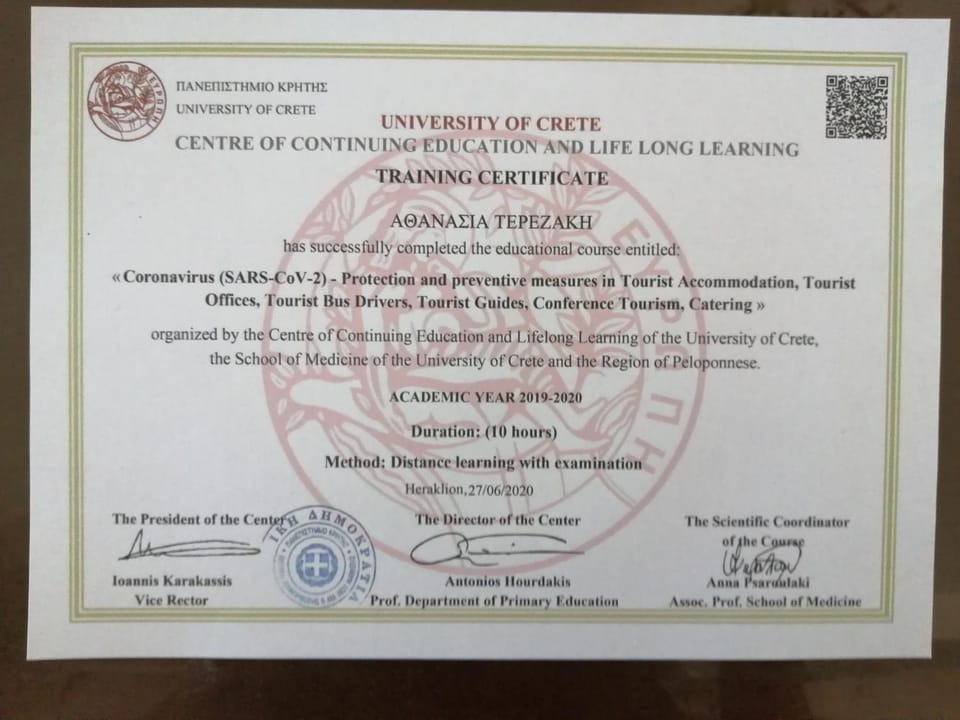 ΠΑΝΕΠΙΣΤΗΜΙΟ ΚΡΗΤΗΣ
UNIVERSITY OF CRETE
UNIVERSITY OF CRETE
CENTRE OF CONTINUING EDUCATION AND LIFE LONG LEARNING
TRAINING CERTIFICATE
ΑΘΑΝΑΣΙΑ ΤΕΡΕΖΑΚΗ
has successfully completed the educational course entitled:
«Coronavirus (SARS-CoV-2) - Protection and preventive measures in Tourist Accommodation, Tourist
Offices, Tourist Bus Drivers, Tourist Guides, Conference Tourism, Catering »
organized by the Centre of Continuing Education and Lifelong Learning of the University of Crete,
the School of Medicine of the University of Crete and the Region of Peloponnese.
ACADEMIC YEAR 2019-2020
Duration: (10 hours)
Method: Distance learning with examination
Heraklion,27/06/2020
The President of the Center
The Director of the Center
The Scientific Coordinator
of the Course
Ioannis Karakassis
Antonios Hourdakis
Anna Psaroulaki
Vice Rector
Prof. Department of Primary Education
Assoc. Prof. School of Medicine
ΕΥΡΩΠΗ
ΕΥΡΩΠΗ
ΙΚΗ ΔΗΜΟΚΡΑΤΙΑ
ΠΑΝΕΠΙΣΤΗΜΙΟ ΚΡΗΤΗΣ